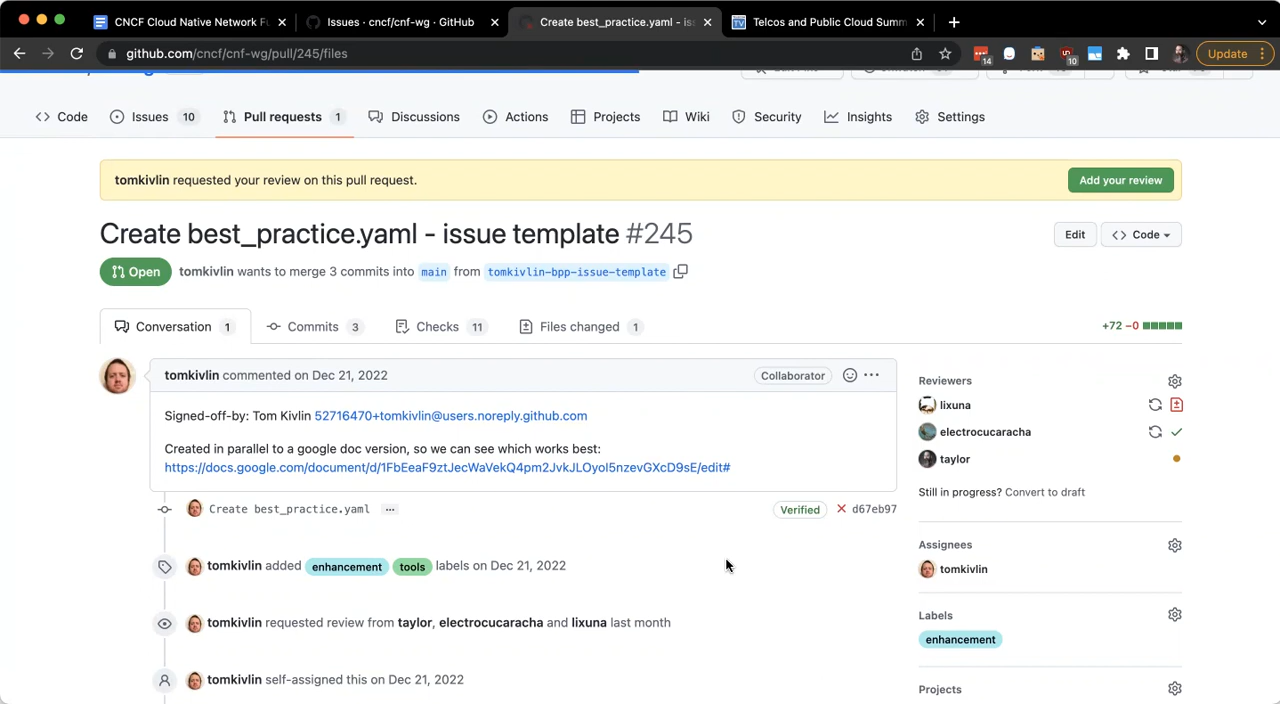 CNCF Cloud Native Network Fu
Issues · cncf/cnf-wg · GitHub
Create best_practice.yaml - iss
Telcos and Public Cloud Summ
github.com/cncf/cnf-wg/pull/245/files
14
10
Update
Code
Issues 10
Pull requests 1
Discussions
Actions
Projects
Wiki
Security
Insights
Settings
tomkivlin requested your review on this pull request.
Add your review
Create best_practice.yaml - issue template #245
Edit
Code
Open
tomkivlin wants to merge 3 commits into main from tomkivlin-bpp-issue-template
Conversation 1
Commits 3
Checks 11
Files changed 1
+72 −0
tomkivlin commented on Dec 21, 2022
Collaborator
Signed-off-by: Tom Kivlin 52716470+tomkivlin@users.noreply.github.com
Created in parallel to a google doc version, so we can see which works best:
https://docs.google.com/document/d/1FbEeaF9ztJecWaVekQ4pm2JvkJLOyol5nzevGXcD9sE/edit#
Create best_practice.yaml ...
Verified
d67eb97
tomkivlin added enhancement tools labels on Dec 21, 2022
tomkivlin requested review from taylor, electrocucaracha and lixuna last month
tomkivlin self-assigned this on Dec 21, 2022
Reviewers
lixuna
electrocucaracha
taylor
Still in progress? Convert to draft
Assignees
tomkivlin
Labels
enhancement
Projects